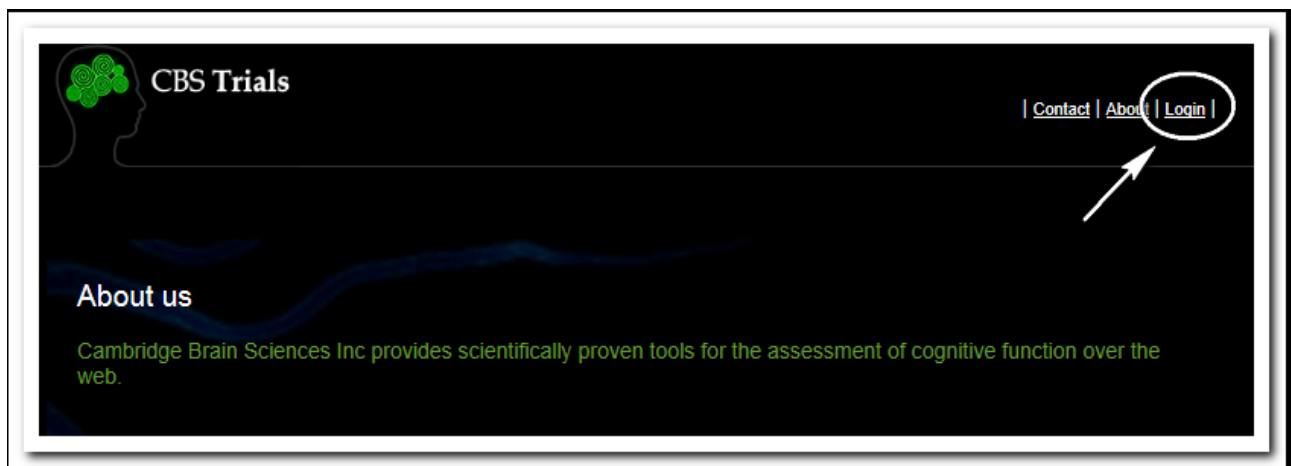 CBS Trials
| Contact | About | Login |
About us
Cambridge Brain Sciences Inc provides scientifically proven tools for the assessment of cognitive function over the
web.